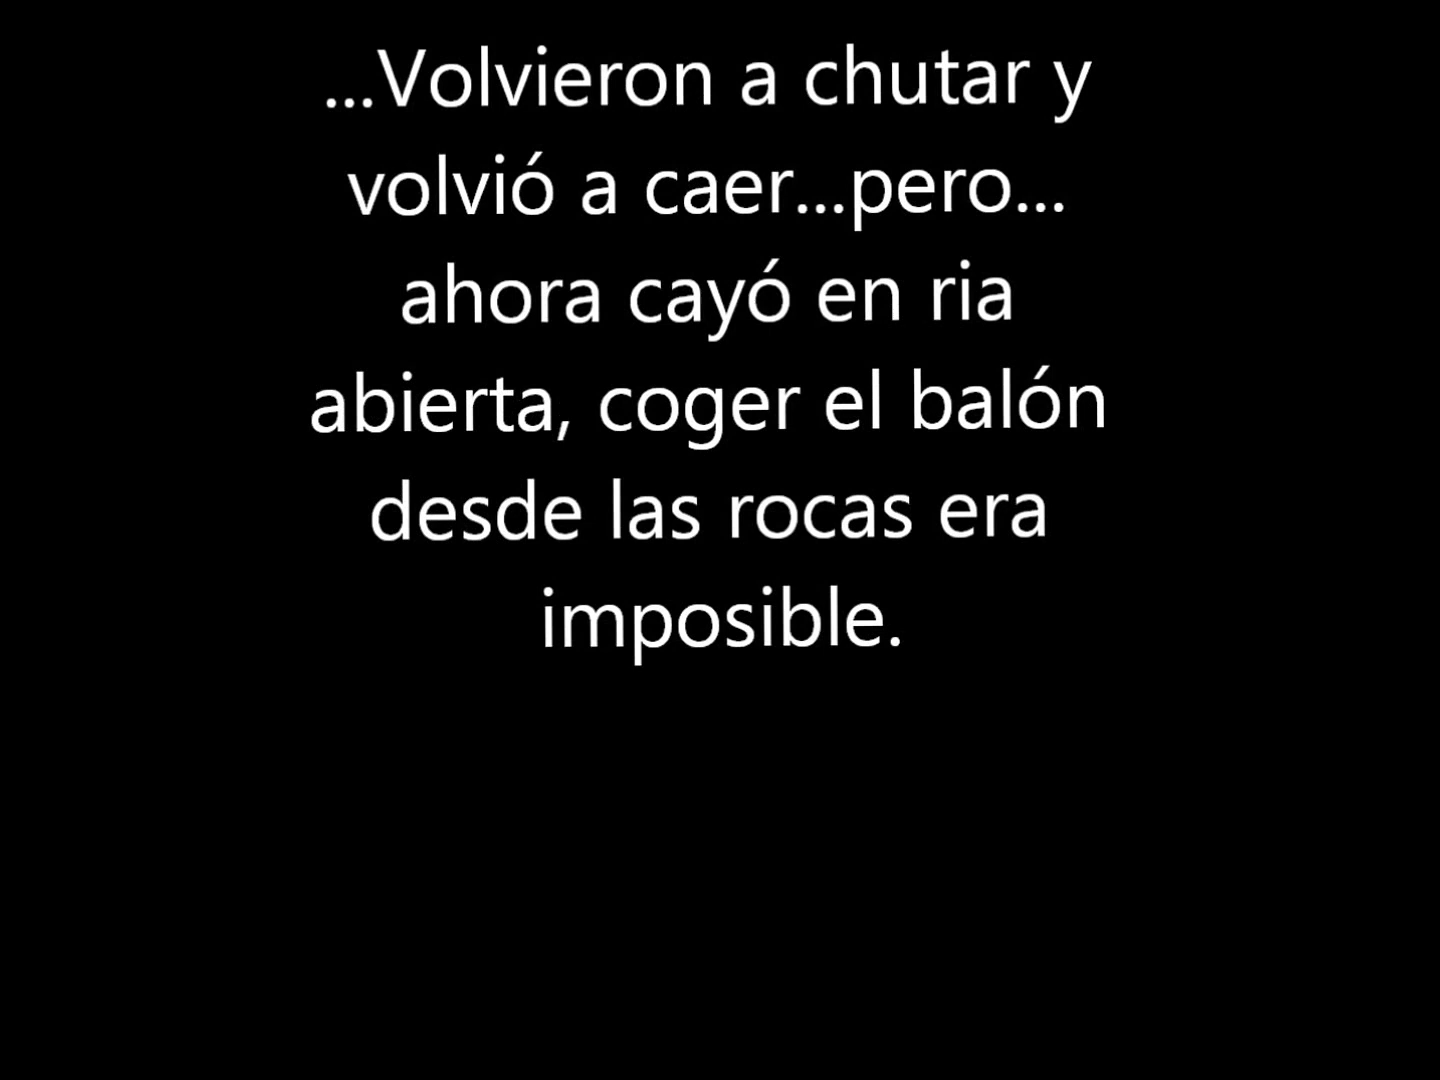 ...Volvieron a chutar y
volvió a caer...pero...
ahora cayó en ria
abierta, coger el balón
desde las rocas era
imposible.